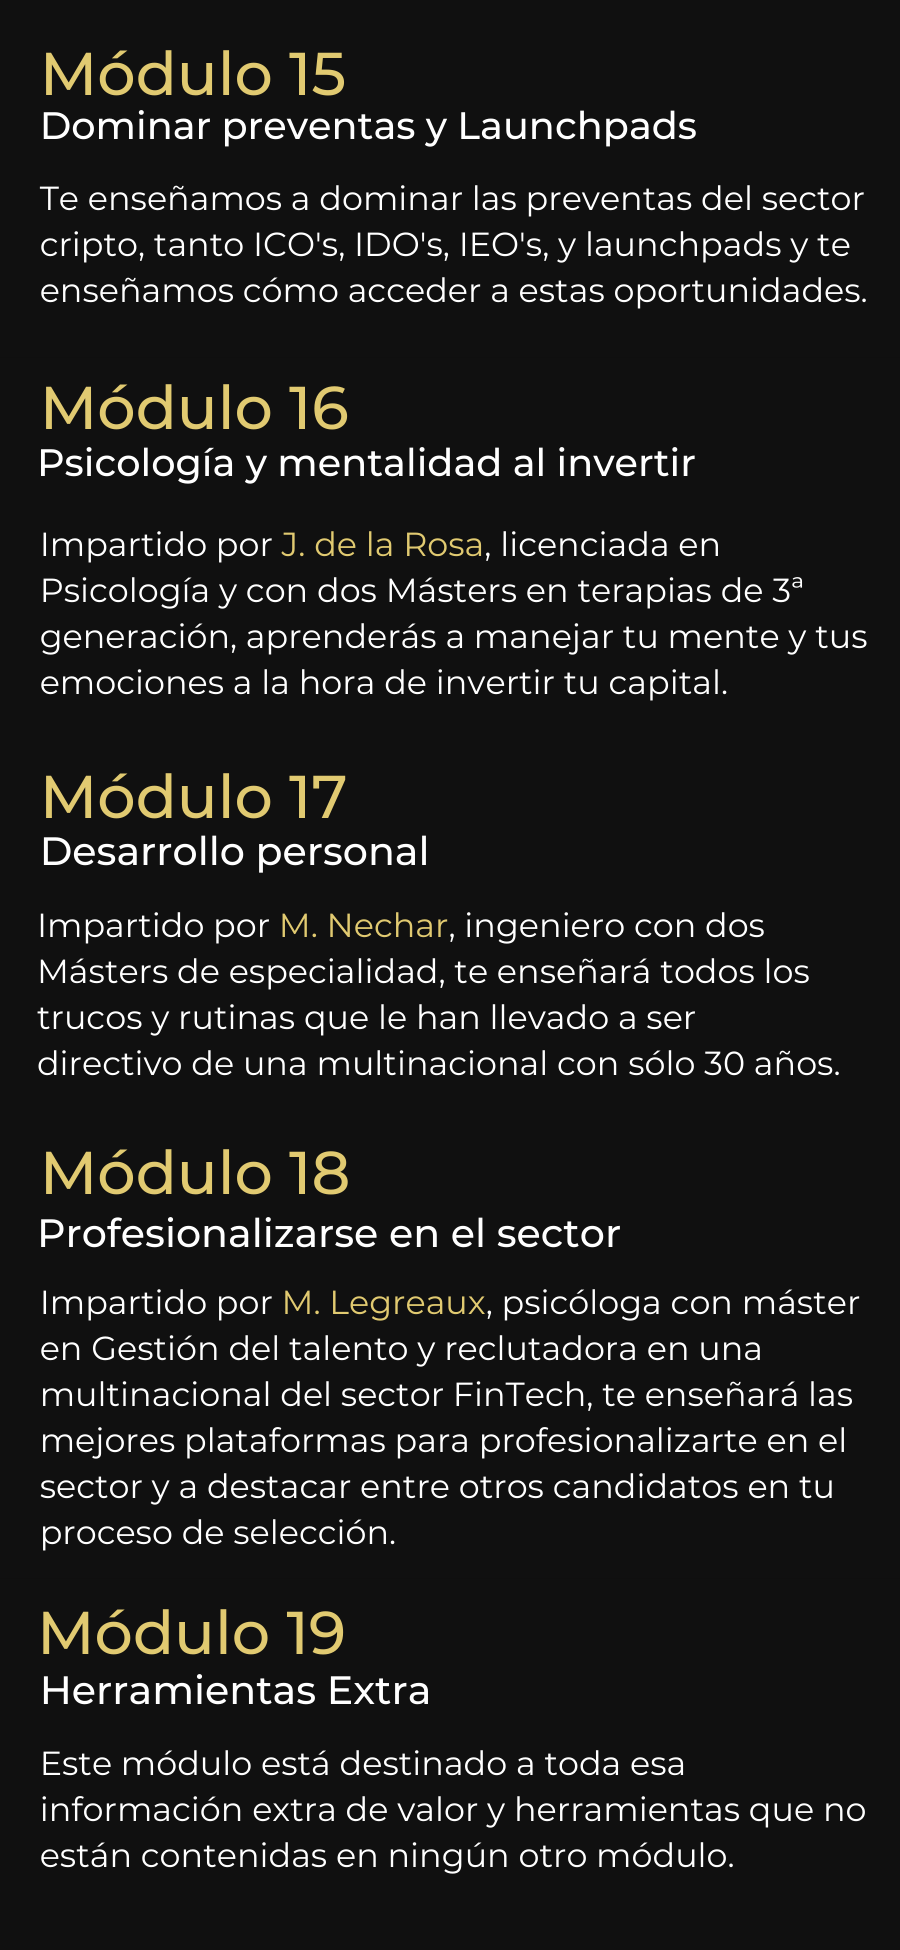 Módulo 15
Dominar preventas y Launchpads
Te enseñamos a dominar las preventas del sector
cripto, tanto ICO's, IDO's, IEO's, y launchpads y te
enseñamos cómo acceder a estas oportunidades.
Módulo 16
Psicología y mentalidad al invertir
Impartido por J. de la Rosa, licenciada en
Psicología y con dos Másters en terapias de 3ª
generación, aprenderás a manejar tu mente y tus
emociones a la hora de invertir tu capital.
Módulo 17
Desarrollo personal
Impartido por M. Nechar, ingeniero con dos
Másters de especialidad, te enseñará todos los
trucos y rutinas que le han llevado a ser
directivo de una multinacional con sólo 30 años.
Módulo 18
Profesionalizarse en el sector
Impartido por M. Legreaux, psicóloga con máster
en Gestión del talento y reclutadora en una
multinacional del sector FinTech, te enseñará las
mejores plataformas para profesionalizarte en el
sector y a destacar entre otros candidatos en tu
proceso de selección.
Módulo 19
Herramientas Extra
Este módulo está destinado a toda esa
información extra de valor y herramientas que no
están contenidas en ningún otro módulo.